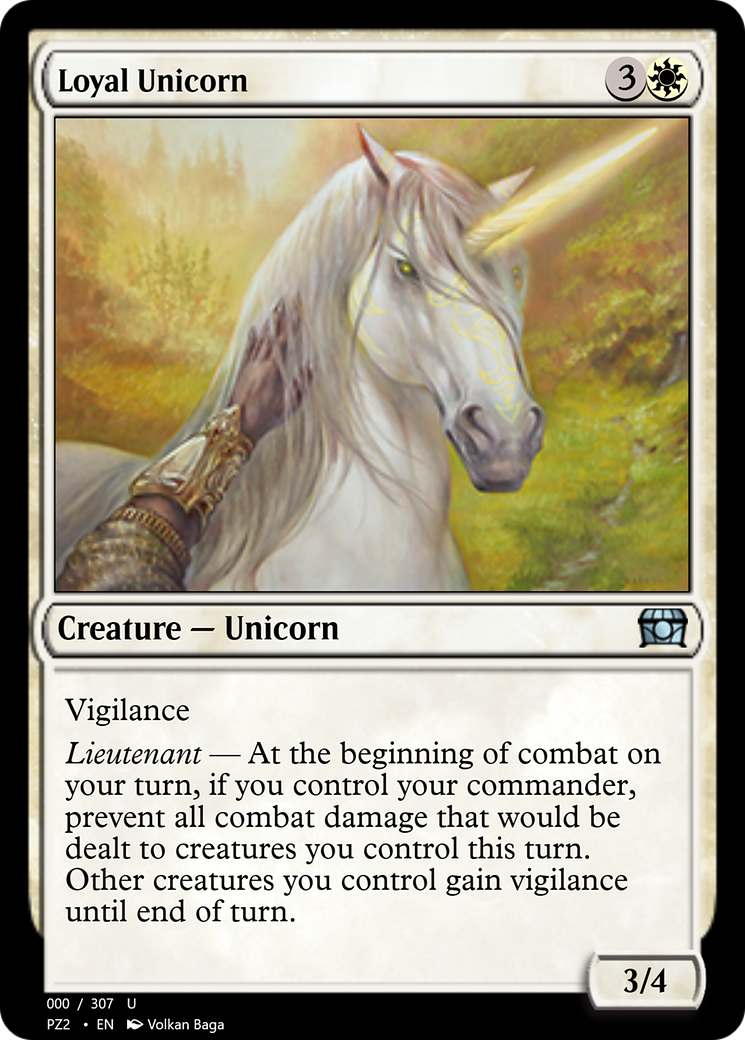 Loyal Unicorn 3
Creature — Unicorn
Vigilance
Lieutenant — At the beginning of combat on
your turn, if you control your commander,
prevent all combat damage that would be
dealt to creatures you control this turn.
Other creatures you control gain vigilance
until end of turn.
3/4
000 / 307 U
PZ2 • EN Volkan Baga